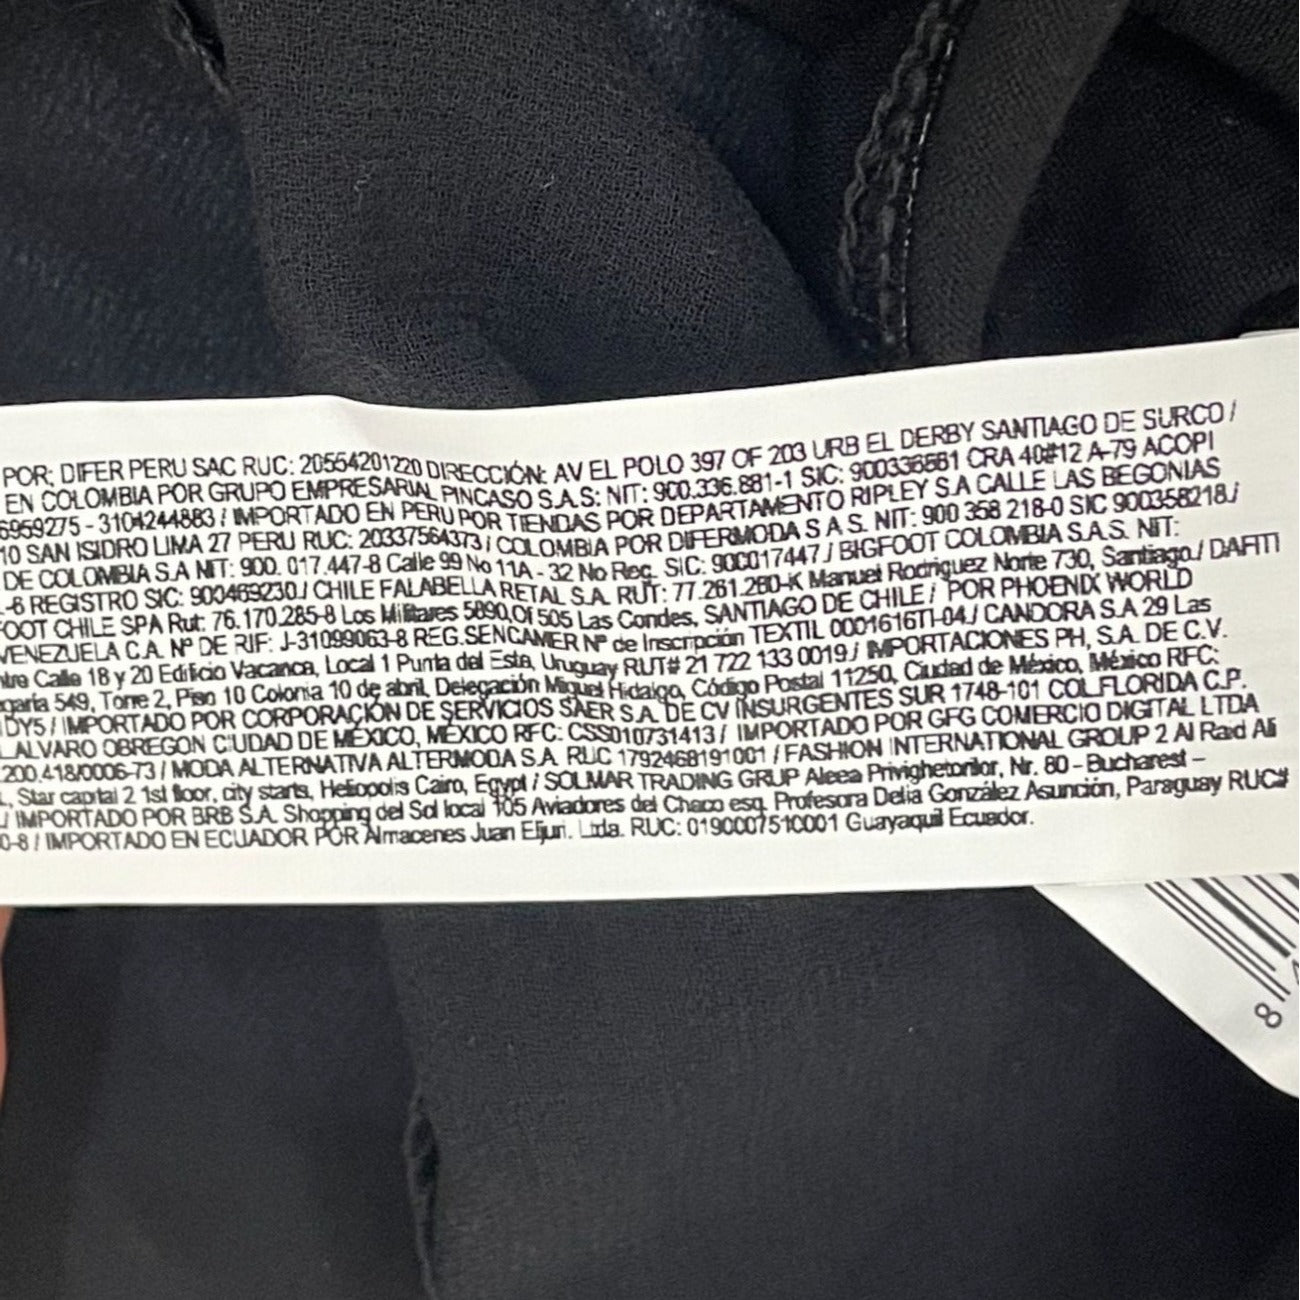 POR; DIFER PERU SAC RUC: 20554201220 DIRECCIÓN: AV EL POLO 397 OF 203 URB EL DERBY SANTIAGO DE SURCO /
EN COLOMBIA POR GRUPO EMPRESARIAL PINCASO S.A.S: NIT: 900.336.881-1 SIC: 900336881 CRA 40#12 A-79 ACOPI
6959275 - 3104244883 / IMPORTADO EN PERU POR TIENDAS POR DEPARTAMENTO RIPLEY S.A CALLE LAS BEGONIAS
10 SAN ISIDRO LIMA 27 PERU RUC: 20337564373 / COLOMBIA POR DIFERMODA S A S. NIT: 900 358 218-0 SIC 900358218./
DE COLOMBIA S.A NIT: 900. 017.447-8 Calle 99 No 11A - 32 No Reg. SIC: 900017447 / BIGFOOT COLOMBIA S.A.S. NIT:
-6 REGISTRO SIC: 900469230./ CHILE FALABELLA RETAL S.A. RUT: 77.261.280-K Manuel Rodriguez Norte 730, Santiago./ DAFITI
FOOT CHILE SPA Rut: 76.170.285-8 Los Militares 5890,Of 505 Las Condes, SANTIAGO DE CHILE / POR PHOENIX WORLD
VENEZUELA C.A. Nº DE RIF: J-31099063-8 REG.SENCAMER Nº de Inscripción TEXTIL 0001616TI-04./ CANDORA S.A 29 Las
Calle 18 y 20 Edificio Vacanca, Local 1 Punta del Este, Uruguay RUT# 21 722 133 0019 / IMPORTACIONES PH, S.A. DE C.V.
549, Torre 2, Piso 10 Colonia 10 de abril, Delegación Miguel Hidalgo, Código Postal 11250, Ciudad de México, México RFC:
DY5 / IMPORTADO POR CORPORACIÓN DE SERVICIOS SAER S.A. DE CV INSURGENTES SUR 1748-101 COL.FLORIDA C.P.
ALVARO OBREGON CIUDAD DE MÉXICO, MÉXICO RFC: CSS010731413 / IMPORTADO POR GFG COMERCIO DIGITAL LTDA
200.418/0006-73 / MODA ALTERNATIVA ALTERMODA S.A. RUC 1792468191001 / FASHION INTERNATIONAL GROUP 2 Al Raid Ali
Star capital 2 1st floor, city starts, Heliopolis Cairo, Egypt / SOLMAR TRADING GRUP Aleea Privighetorilor, Nr. 80 - Bucharest –
/ IMPORTADO POR BRB S.A. Shopping del Sol local 105 Aviadores del Chaco esq. Profesora Delia González Asunción, Paraguay RUC#
0-8 / IMPORTADO EN ECUADOR POR Almacenes Juan Eljuri. Ltda. RUC: 0190007510001 Guayaquil Ecuador.
8